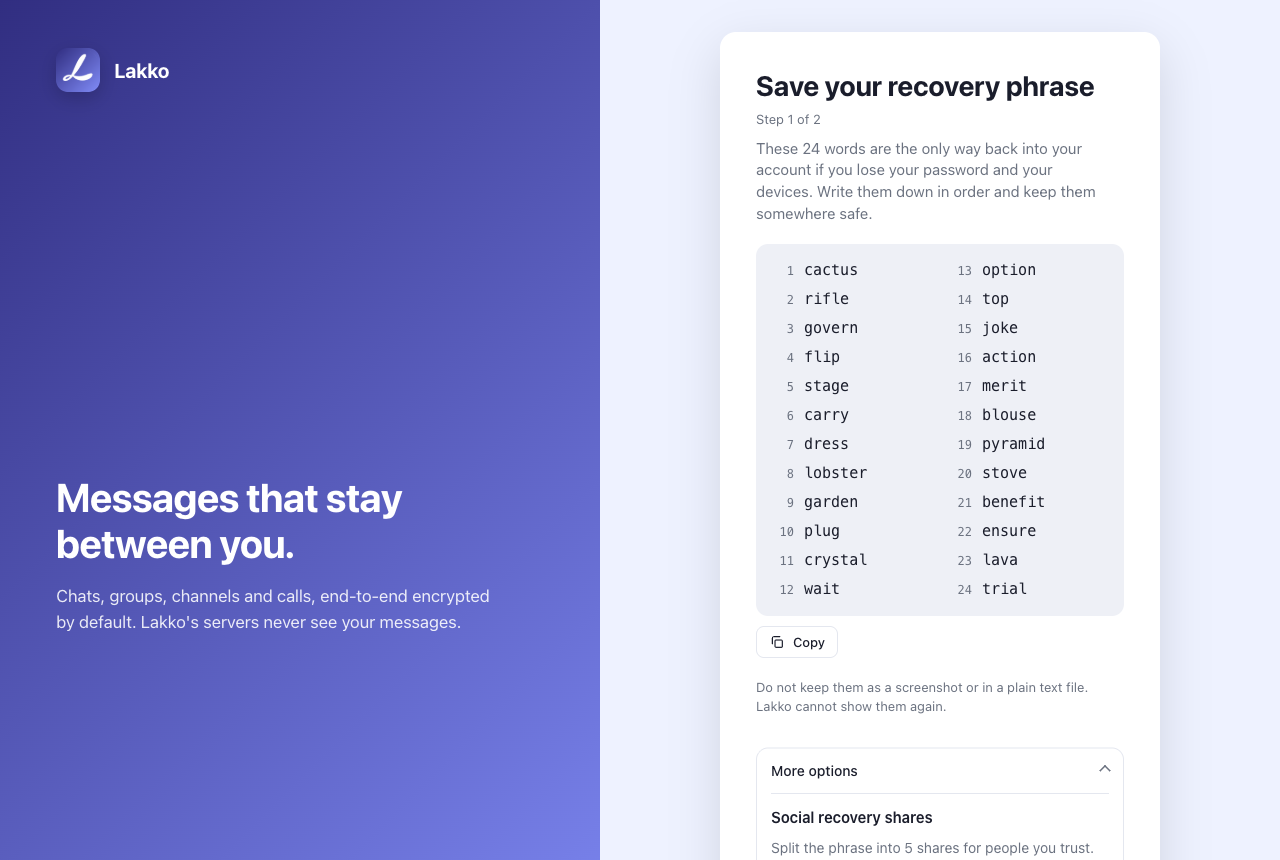 Lakko
Messages that stay
between you.
Chats, groups, channels and calls, end-to-end encrypted
by default. Lakko's servers never see your messages.
Save your recovery phrase
Step 1 of 2
These 24 words are the only way back into your
account if you lose your password and your
devices. Write them down in order and keep them
somewhere safe.
1 cactus
2 rifle
3 govern
4 flip
5 stage
6 carry
7 dress
8 lobster
9 garden
10 plug
11 crystal
12 wait
13 option
14 top
15 joke
16 action
17 merit
18 blouse
19 pyramid
20 stove
21 benefit
22 ensure
23 lava
24 trial
Copy
Do not keep them as a screenshot or in a plain text file.
Lakko cannot show them again.
More options
Social recovery shares
Split the phrase into 5 shares for people you trust.